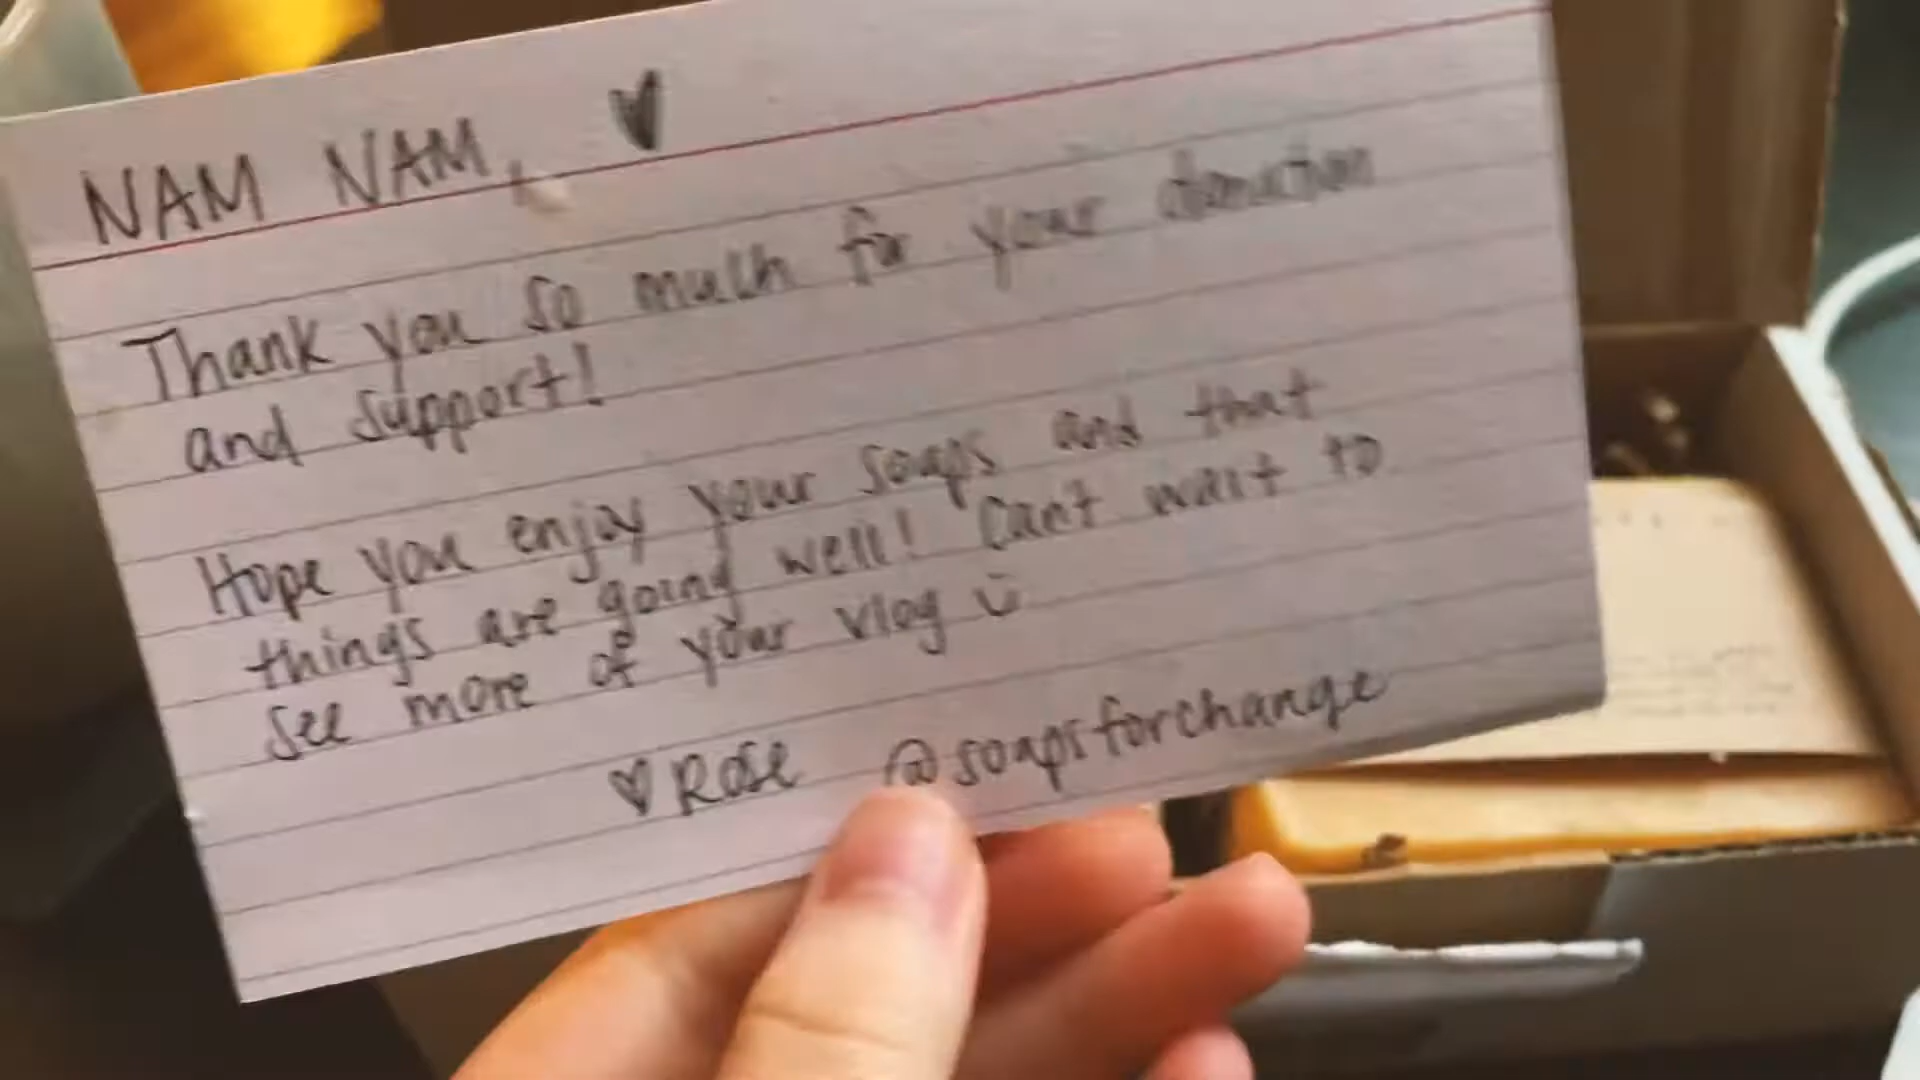 NAM NAM, ♥
Thank you so much for your donation
and support!
Hope you enjoy your soaps and that
things are going well! Can't wait to
see more of your vlog ü
♥ Rose @soapsforchange